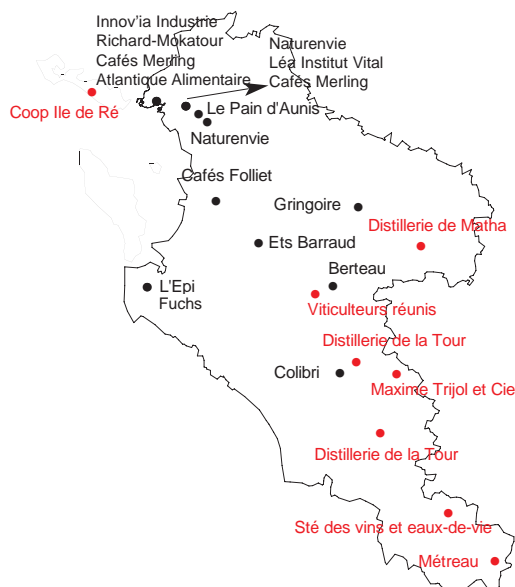 Innov'ia Industrie
Richard-Mokatour
Cafés Merling
Atlantique Alimentaire
Naturenvie
Léa Institut Vital
Cafés Merling
Coop Ile de Ré
Le Pain d'Aunis
Naturenvie
Cafés Folliet
Gringoire
Distillerie de Matha
Ets Barraud
Berteau
L'Epi
Fuchs
Viticulteurs réunis
Distillerie de la Tour
Colibri
Maxime Trijol et Cie
Distillerie de la Tour
Sté des vins et eaux-de-vie
Métreau